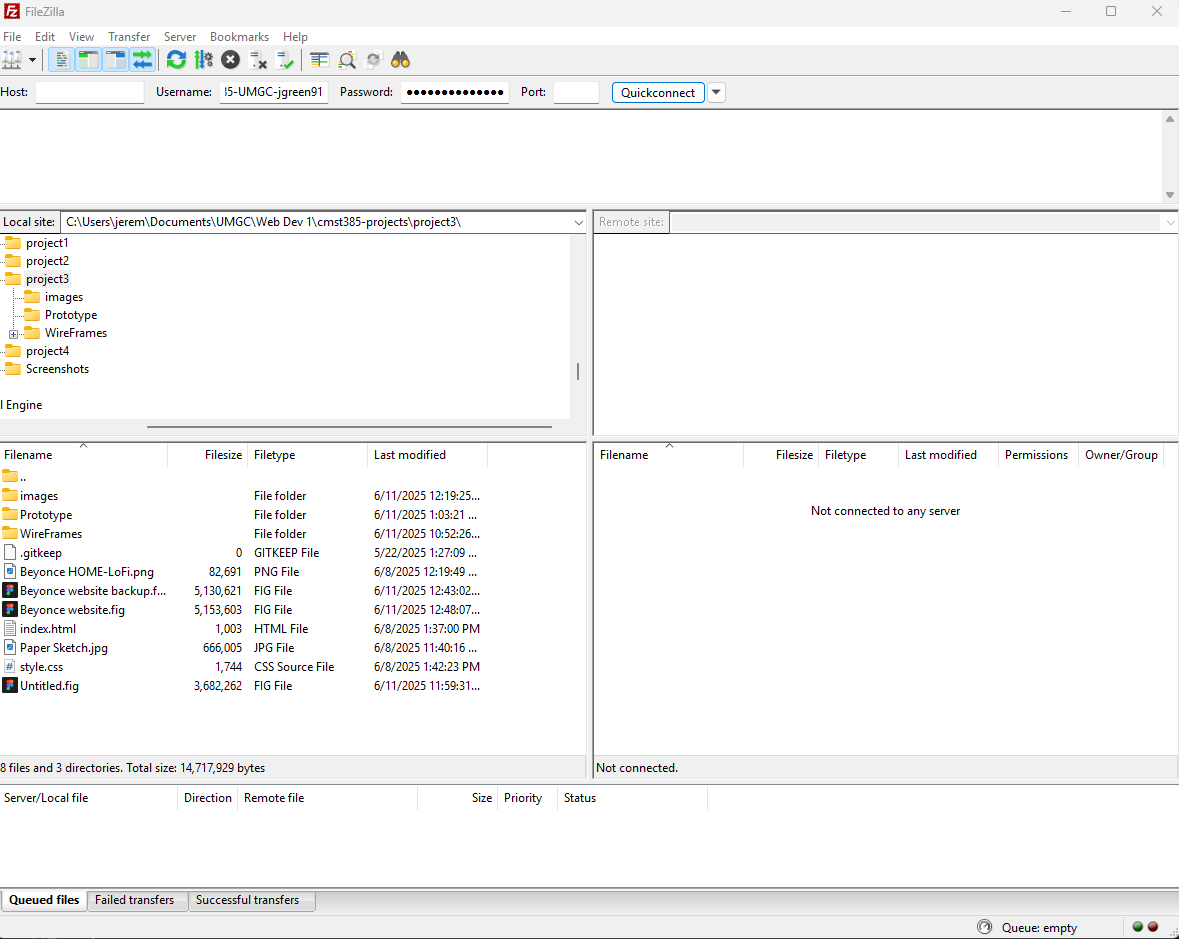 FileZilla
File Edit View Transfer Server Bookmarks Help
Host: Username: 35-UMGC-jgreen91 Password: ●●●●●●●●●●●●●● Port: Quickconnect
Local site: C:\Users\jerem\Documents\UMGC\Web Dev 1\cmst385-projects\project3\ Remote site:
project1
project2
project3
images
Prototype
WireFrames
project4
Screenshots
l Engine
Filename Filesize Filetype Last modified
..
images File folder 6/11/2025 12:19:25...
Prototype File folder 6/11/2025 1:03:21 ...
WireFrames File folder 6/11/2025 10:52:26...
.gitkeep 0 GITKEEP File 5/22/2025 1:27:09 ...
Beyonce HOME-LoFi.png 82,691 PNG File 6/8/2025 12:19:49 ...
Beyonce website backup.f... 5,130,621 FIG File 6/11/2025 12:43:02...
Beyonce website.fig 5,153,603 FIG File 6/11/2025 12:48:07...
index.html 1,003 HTML File 6/8/2025 1:37:00 PM
Paper Sketch.jpg 666,005 JPG File 6/8/2025 11:40:16 ...
style.css 1,744 CSS Source File 6/8/2025 1:42:23 PM
Untitled.fig 3,682,262 FIG File 6/11/2025 11:59:31...
8 files and 3 directories. Total size: 14,717,929 bytes
Filename Filesize Filetype Last modified Permissions Owner/Group
Not connected to any server
Not connected.
Server/Local file Direction Remote file Size Priority Status
Queued files Failed transfers Successful transfers
Queue: empty